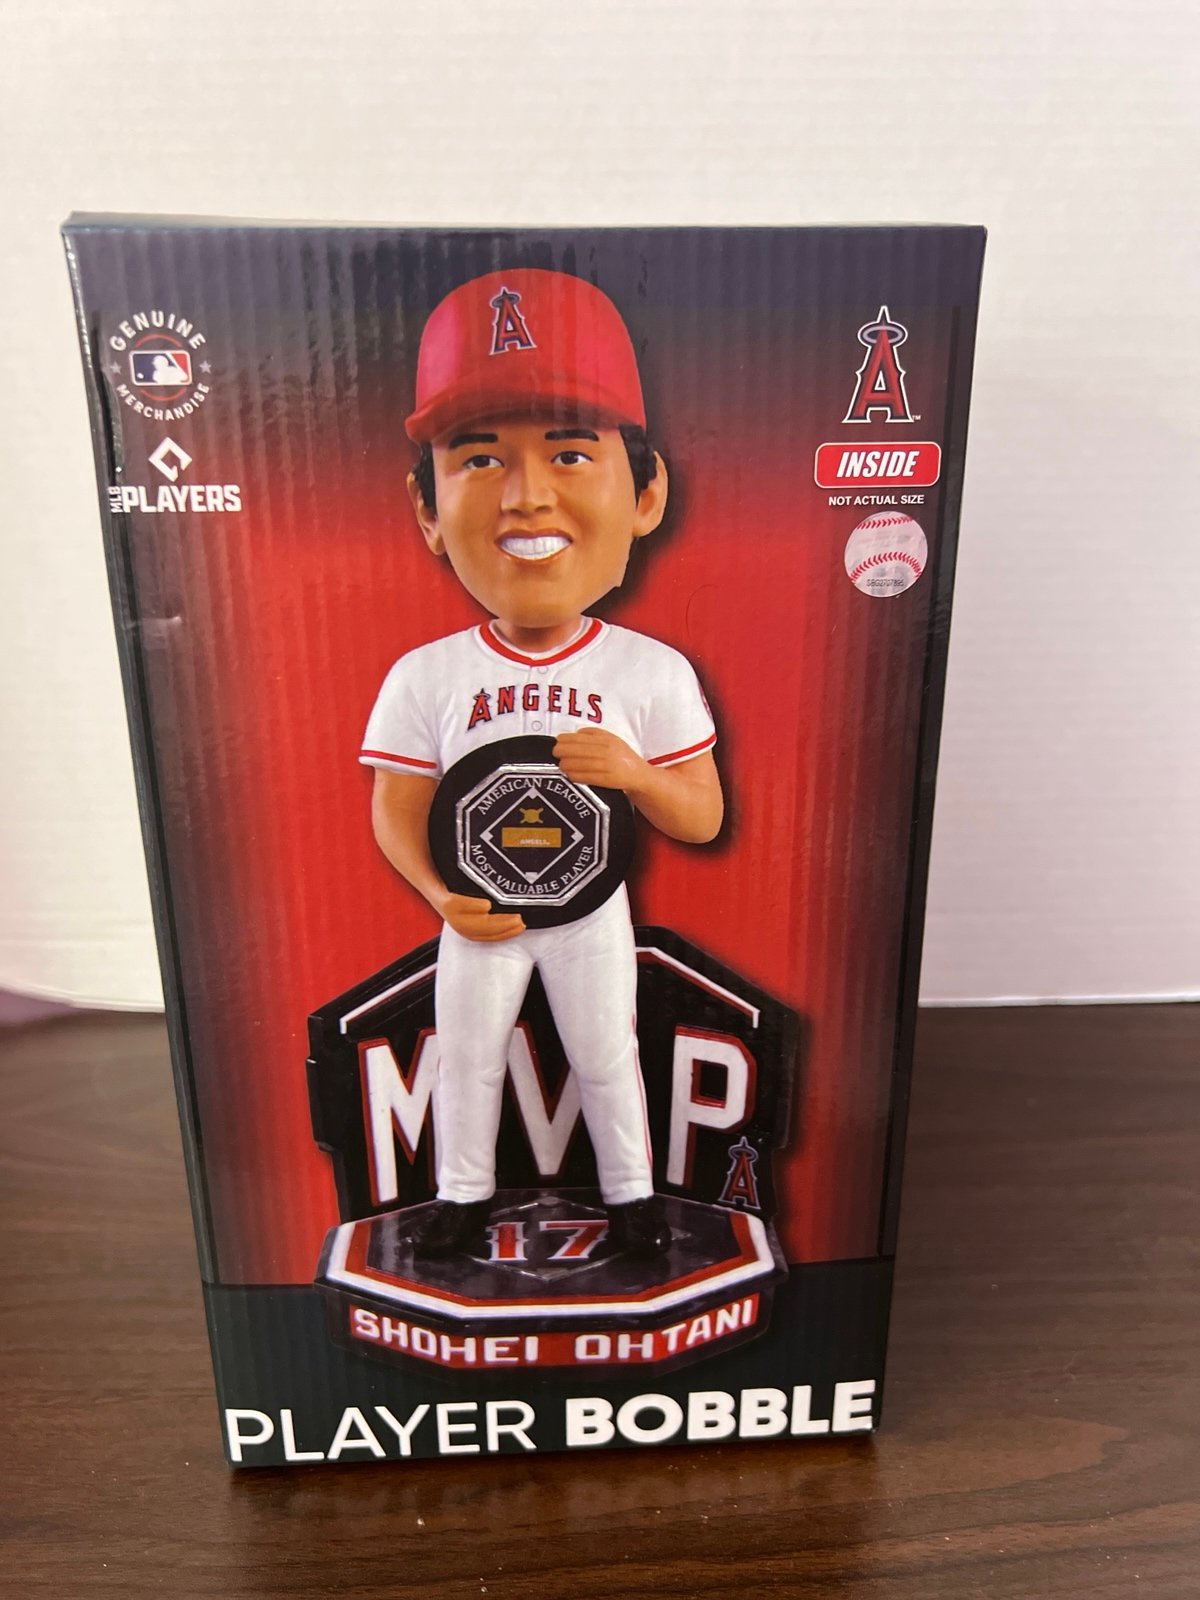 GENUINE
MERCHANDISE
MLB PLAYERS
A
A
™
INSIDE
NOT ACTUAL SIZE
ANGELS
AMERICAN LEAGUE
ANGELS
MOST VALUABLE PLAYER
MVP
A
17
SHOHEI OHTANI
PLAYER BOBBLE